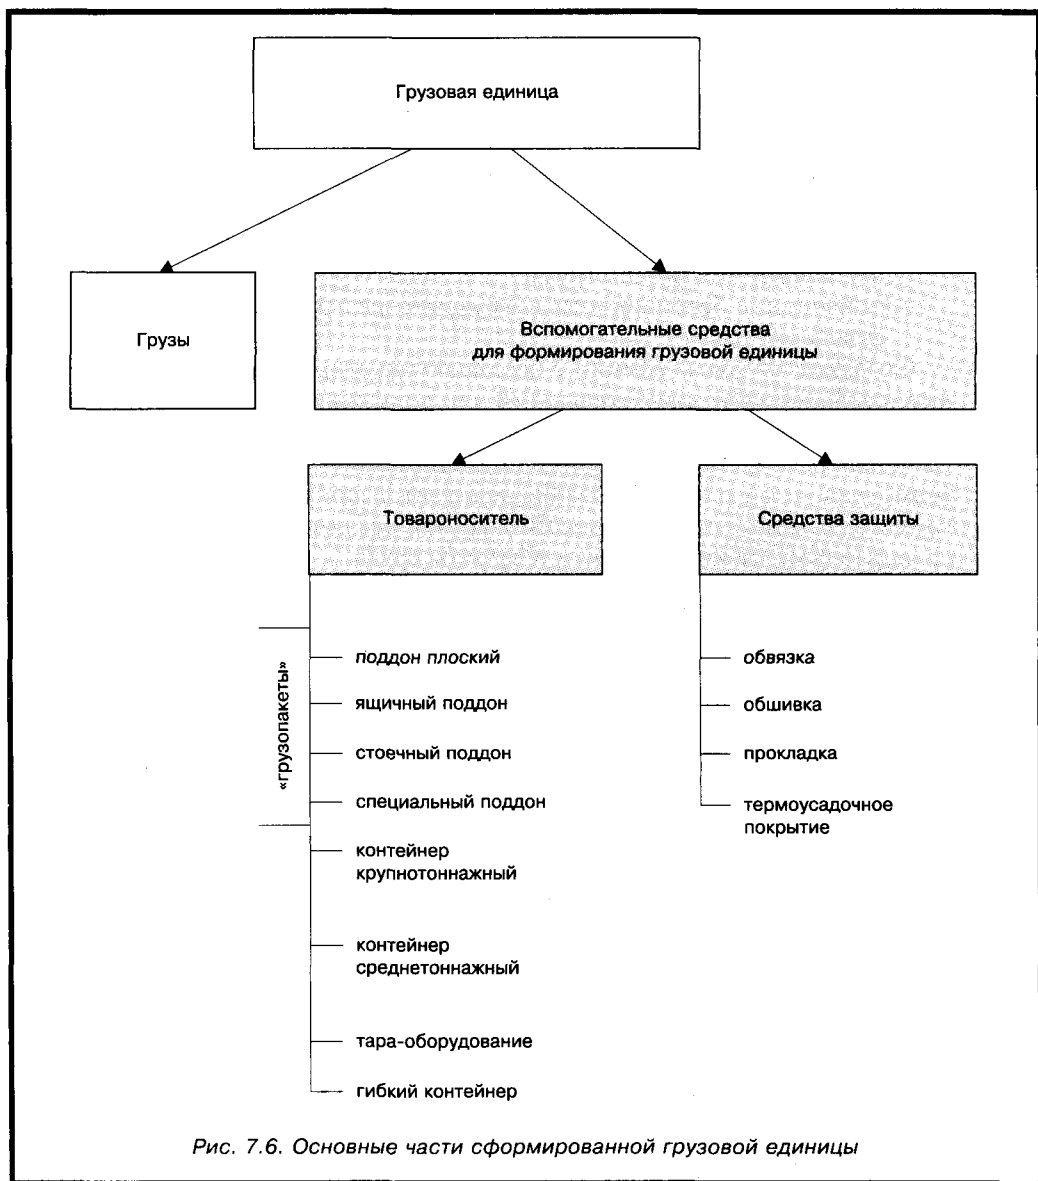 Грузовая единица
Грузы
Вспомогательные средства
для формирования грузовой единицы
Товароноситель
Средства защиты
«грузопакеты»
поддон плоский
ящичный поддон
стоечный поддон
специальный поддон
контейнер
крупнотоннажный
контейнер
среднетоннажный
тара-оборудование
гибкий контейнер
обвязка
обшивка
прокладка
термоусадочное
покрытие
Рис. 7.6. Основные части сформированной грузовой единицы